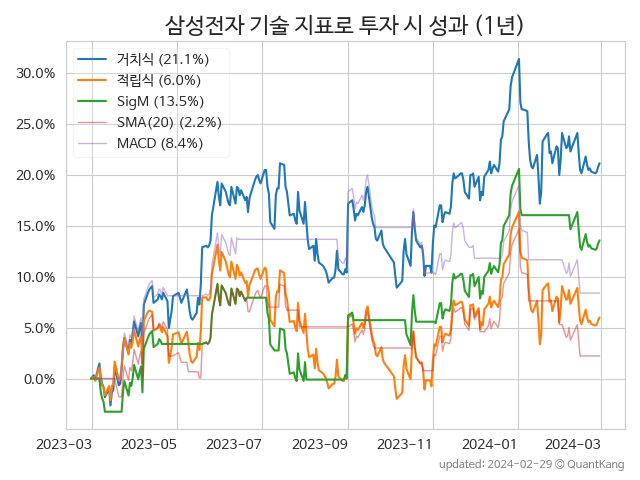 삼성전자 기술 지표로 투자 시 성과 (1년)
거치식 (21.1%)
적립식 (6.0%)
SigM (13.5%)
SMA(20) (2.2%)
MACD (8.4%)
30.0%
25.0%
20.0%
15.0%
10.0%
5.0%
0.0%
2023-03 2023-05 2023-07 2023-09 2023-11 2024-01 2024-03
updated: 2024-02-29 © QuantKang